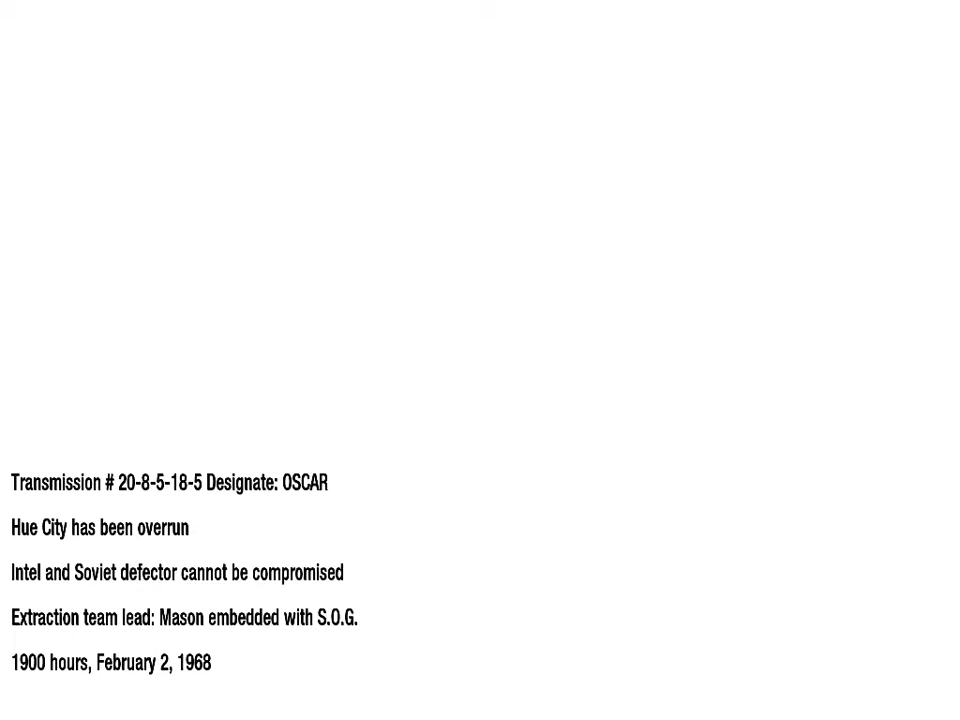 Transmission # 20-8-5-18-5 Designate: OSCAR
Hue City has been overrun
Intel and Soviet defector cannot be compromised
Extraction team lead: Mason embedded with S.O.G.
1900 hours, February 2, 1968